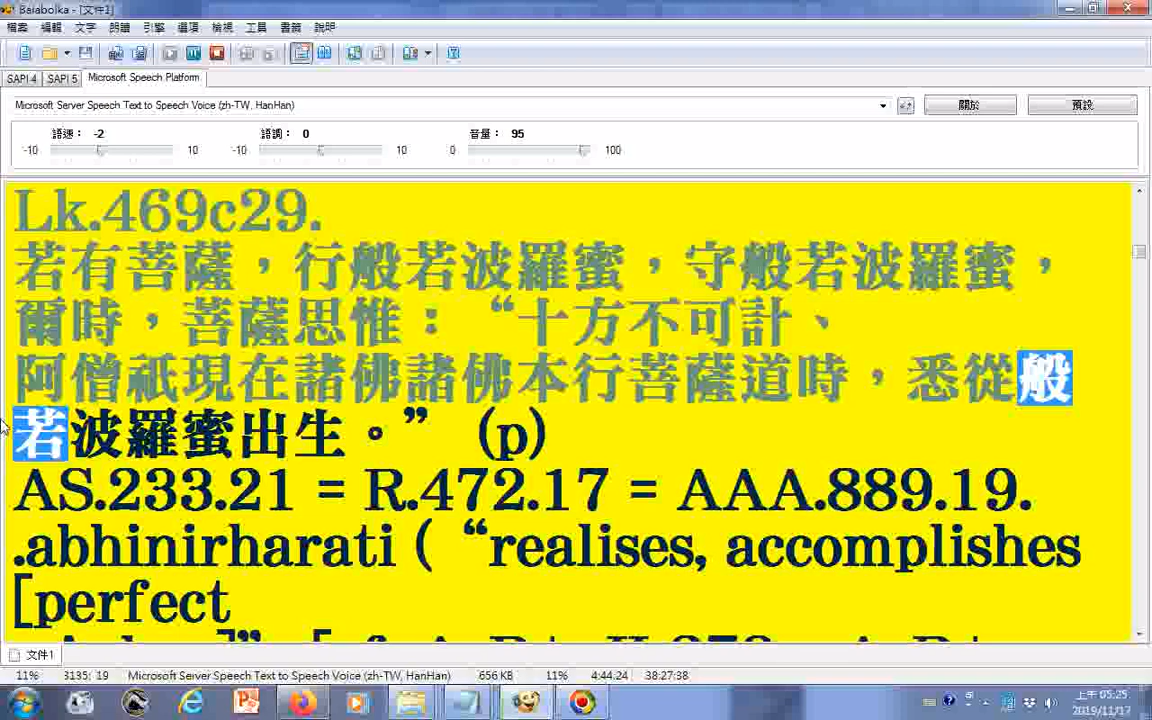 Balabolka - [文件1]
檔案 編輯 文字 朗讀 引擎 選項 檢視 工具 書籤 說明
SAPI 4 SAPI 5 Microsoft Speech Platform
Microsoft Server Speech Text to Speech Voice (zh-TW, HanHan) 關於 預設
語速： -2 語調： 0 音量： 95
-10 10 -10 10 0 100
Lk.469c29.
若有菩薩，行般若波羅蜜，守般若波羅蜜，
爾時，菩薩思惟：“十方不可計、
阿僧祇現在諸佛諸佛本行菩薩道時，悉從般
若波羅蜜出生。” (p)
AS.233.21 = R.472.17 = AAA.889.19.
.abhinirharati ( “realises, accomplishes
[perfect
文件1
11% 3135: 19 Microsoft Server Speech Text to Speech Voice (zh-TW, HanHan) 656 KB 11% 4:44.24 38:27:38
上午 05:25
2019/11/17